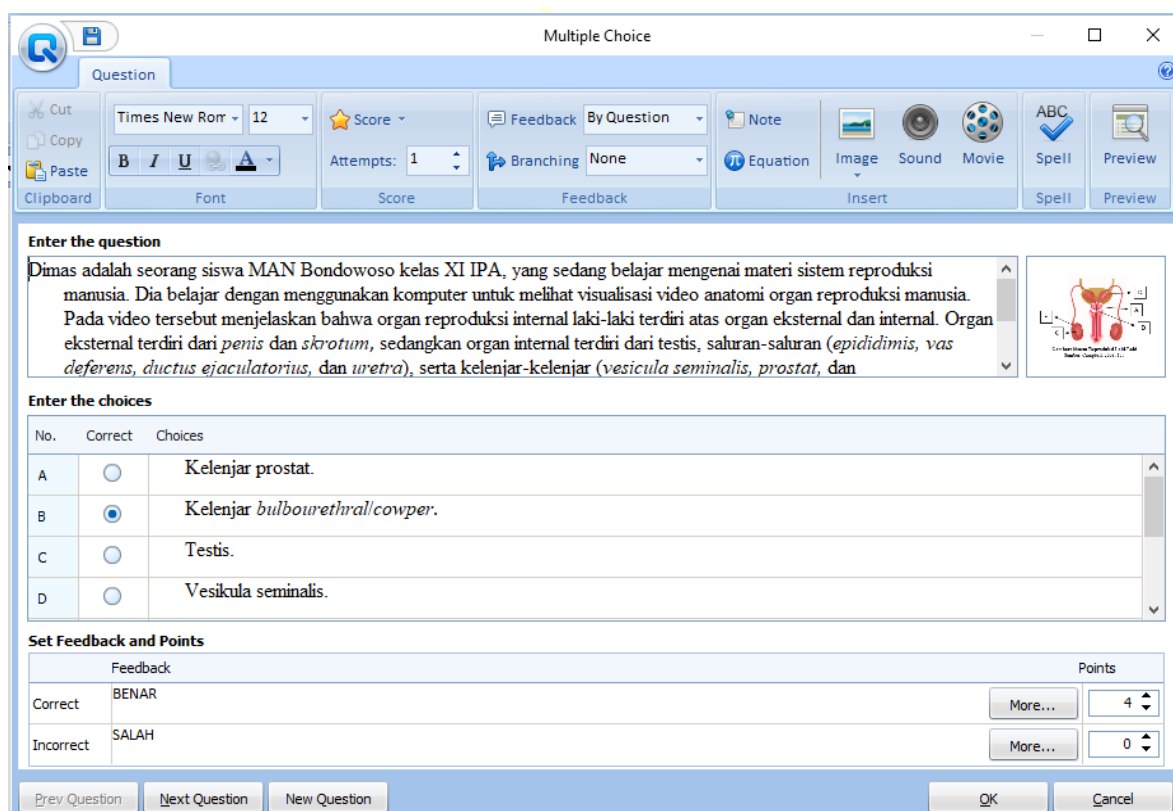 Multiple Choice
Question
Cut
Copy
Paste
Clipboard
Times New Rom 12
B I U A
Font
Score
Attempts: 1
Score
Feedback By Question
Branching None
Feedback
Note
Equation
Image Sound Movie
Insert
ABC
Spell
Spell
Preview
Preview
Enter the question
Dimas adalah seorang siswa MAN Bondowoso kelas XI IPA, yang sedang belajar mengenai materi sistem reproduksi
manusia. Dia belajar dengan menggunakan komputer untuk melihat visualisasi video anatomi organ reproduksi manusia.
Pada video tersebut menjelaskan bahwa organ reproduksi internal laki-laki terdiri atas organ eksternal dan internal. Organ
eksternal terdiri dari penis dan skrotum, sedangkan organ internal terdiri dari testis, saluran-saluran (epididimis, vas
deferens, ductus ejaculatorius, dan uretra), serta kelenjar-kelenjar (vesicula seminalis, prostat, dan
Enter the choices
No. Correct Choices
A Kelenjar prostat.
B Kelenjar bulbourethral/cowper.
C Testis.
D Vesikula seminalis.
Set Feedback and Points
Feedback Points
Correct BENAR More... 4
Incorrect SALAH More... 0
Prev Question Next Question New Question OK Cancel